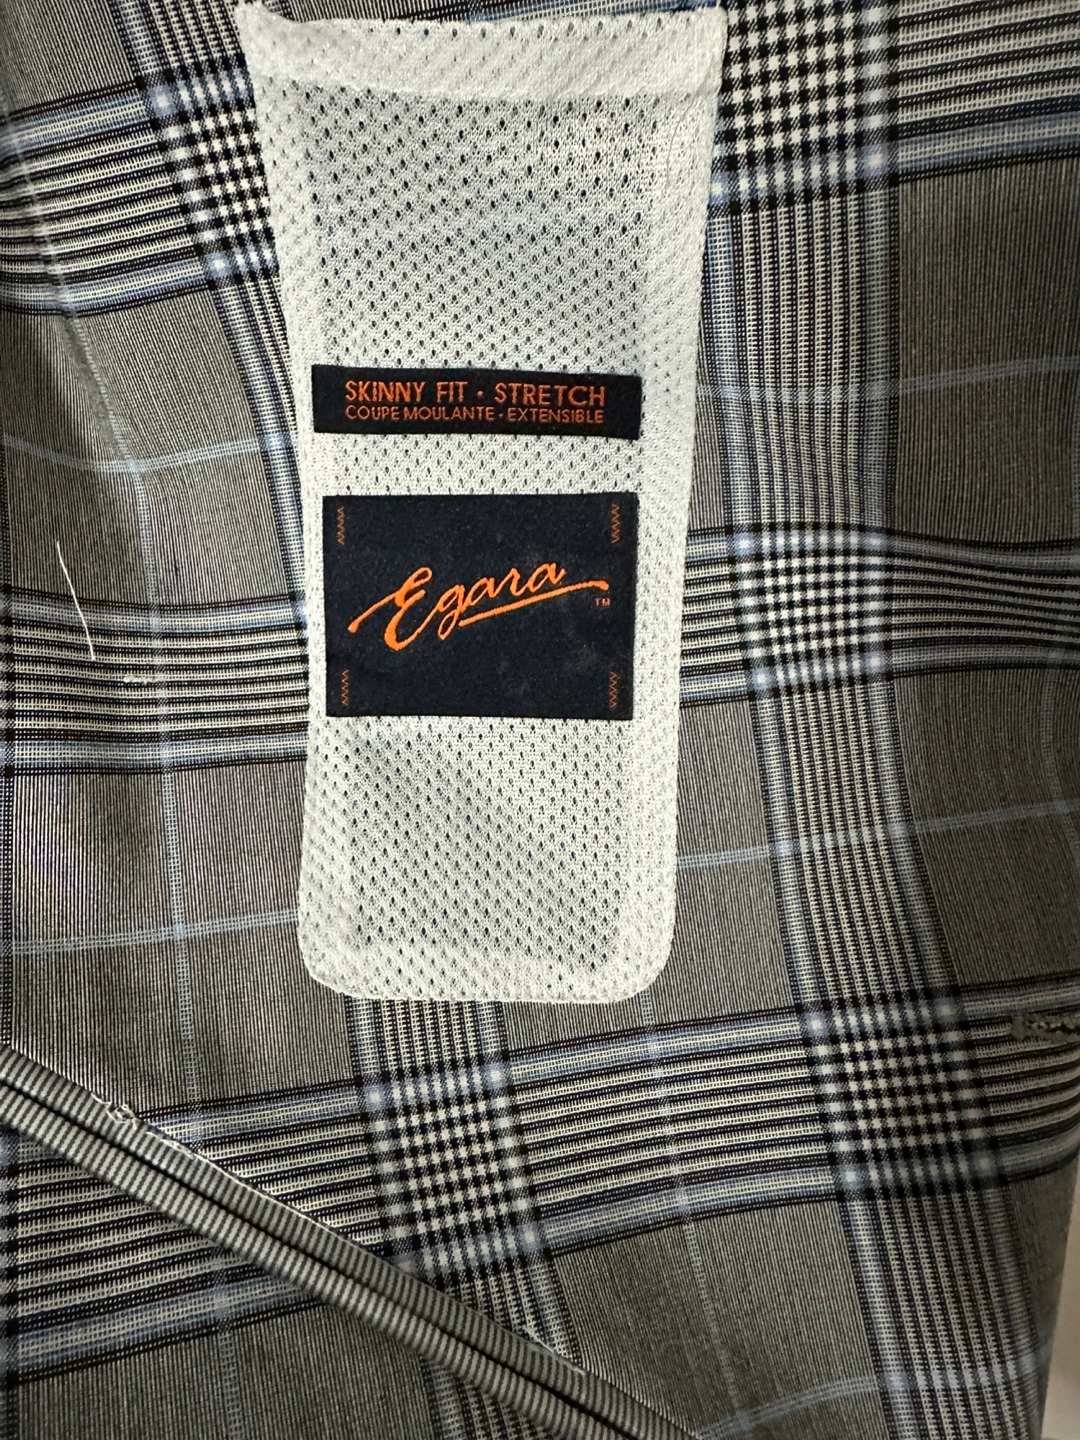 SKINNY FIT · STRETCH
COUPE MOULANTE · EXTENSIBLE
Egara
TM